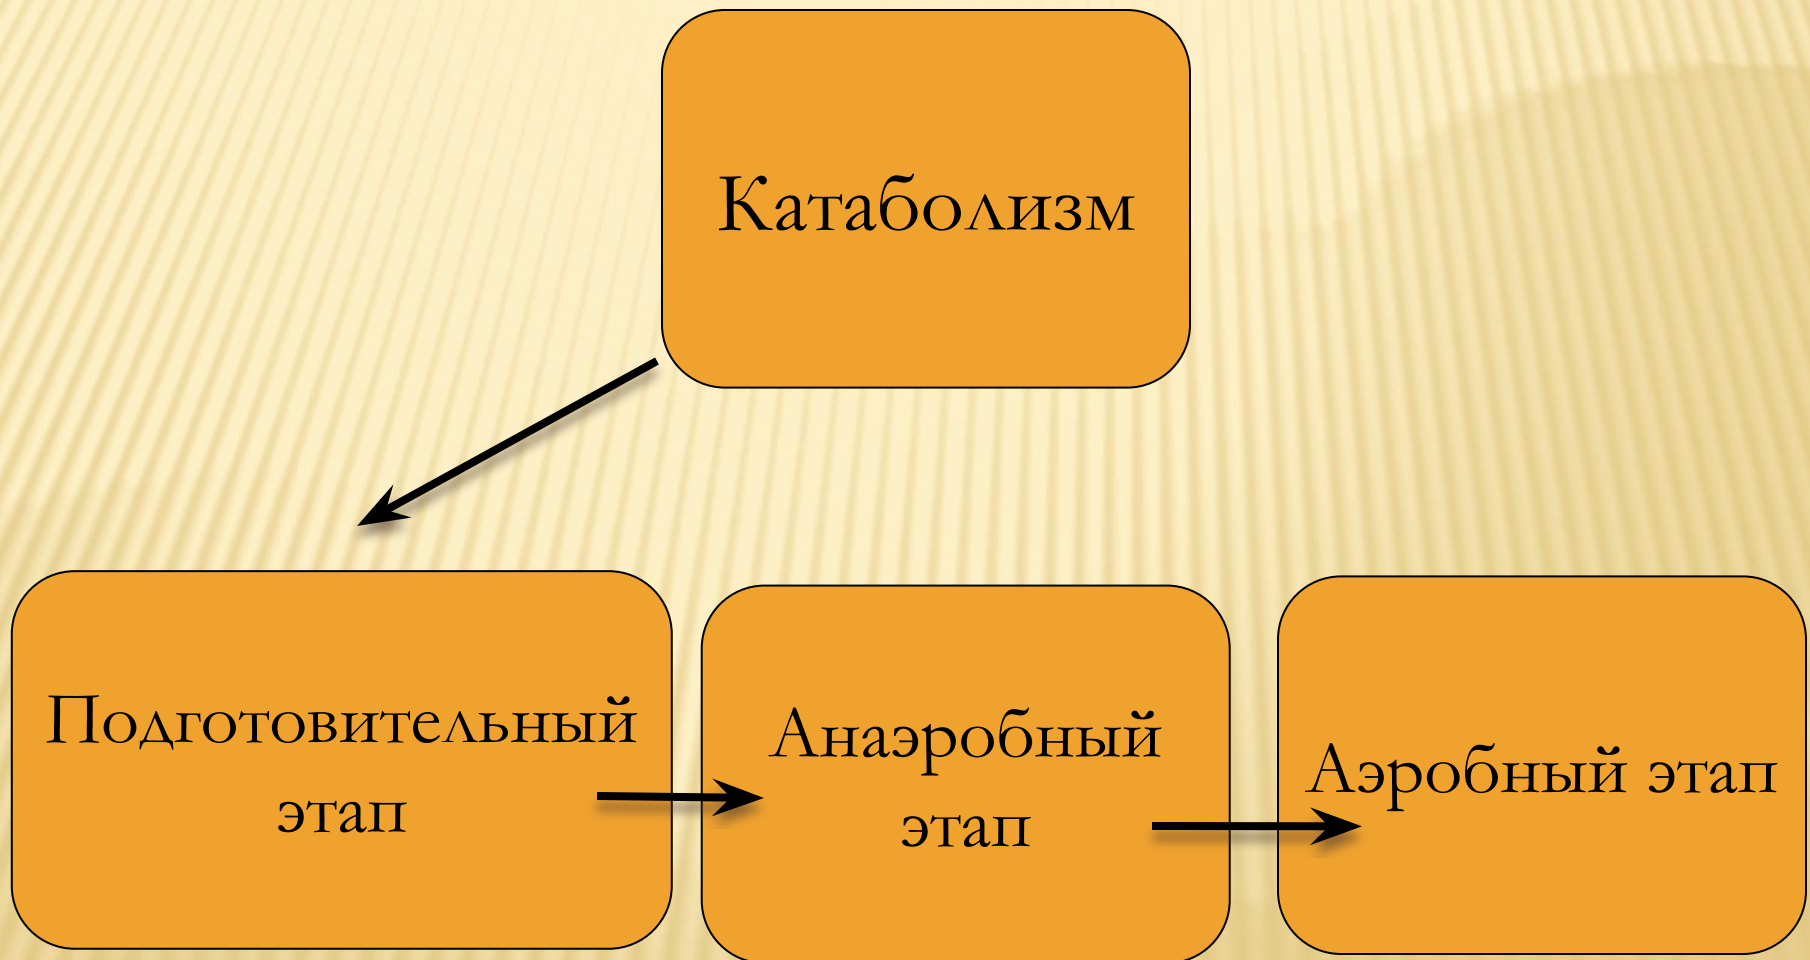 Катаболизм
Подготовительный
этап
Анаэробный
этап
Аэробный этап